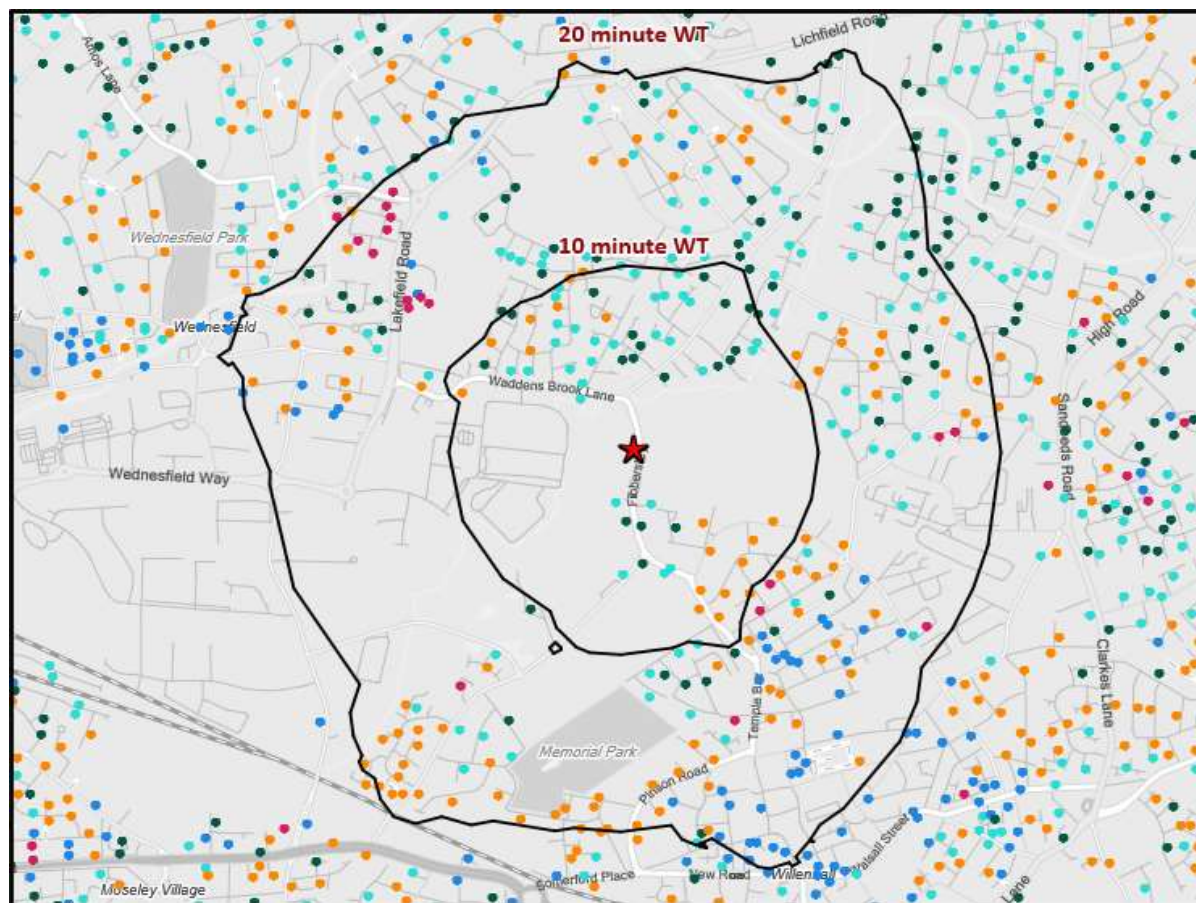 20 minute WT
Lichfield Road
Amos Lane
Wednesfield Park
10 minute WT
Lakefield Road
Wednesfield
High Road
Waddens Brook Lane
Sandbeds Road
Wednesfield Way
Clarkes Lane
Memorial Park
Pinson Road
Walsall Street
Somerford Place
New Road
Willenhall
Moseley Village
Lane